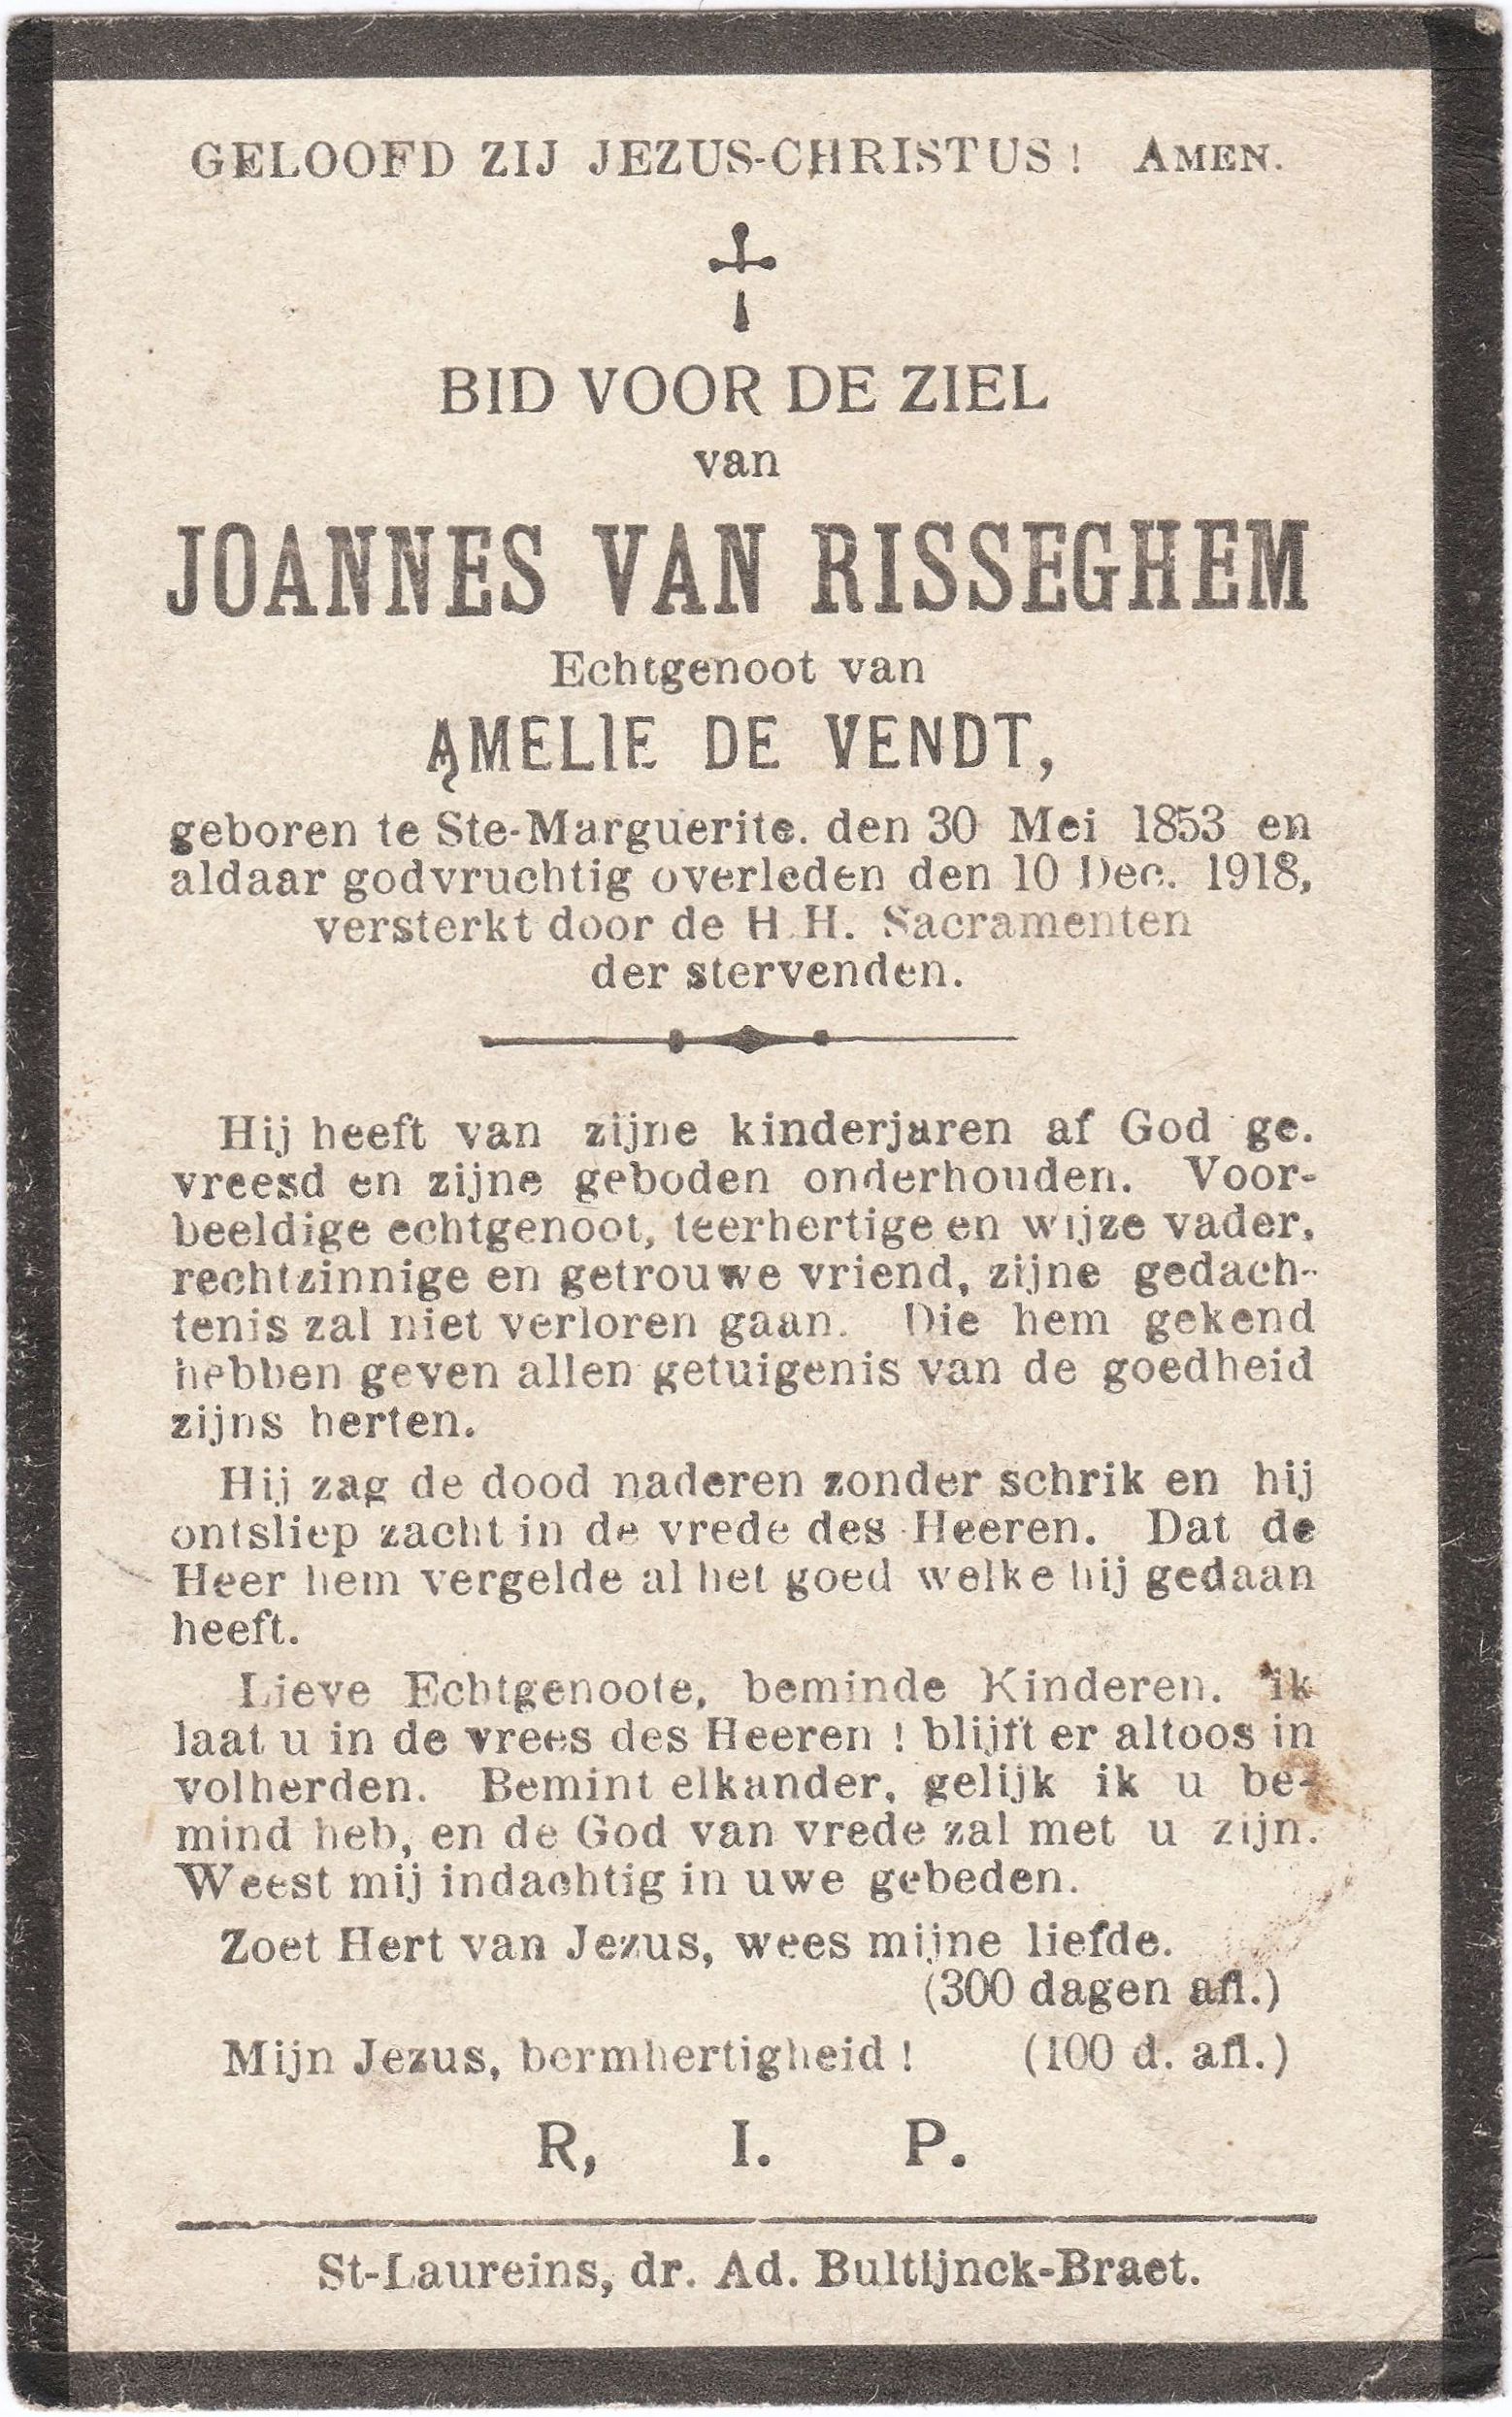 GELOOFD ZIJ JEZUS-CHRISTUS! AMEN.
BID VOOR DE ZIEL
van
JOANNES VAN RISSEGHEM
Echtgenoot van
AMELIE DE VENDT,
geboren te Ste-Marguerite. den 30 Mei 1853 en
aldaar godvruchtig overleden den 10 Dec. 1918,
versterkt door de H.H. Sacramenten
der stervenden.
Hij heeft van zijne kinderjaren af God ge.
vreesd en zijne geboden onderhouden. Voor-
beeldige echtgenoot, teerhertige en wijze vader,
rechtzinnige en getrouwe vriend, zijne gedach-
tenis zal niet verloren gaan. Die hem gekend
hebben geven allen getuigenis van de goedheid
zijns herten.
Hij zag de dood naderen zonder schrik en hij
ontsliep zacht in de vrede des Heeren. Dat de
Heer hem vergelde al het goed welke hij gedaan
heeft.
Lieve Echtgenoote, beminde Kinderen. ik
laat u in de vrees des Heeren ! blijft er altoos in
volherden. Bemint elkander, gelijk ik u be-
mind heb, en de God van vrede zal met u zijn.
Weest mij indachtig in uwe gebeden.
Zoet Hert van Jezus, wees mijne liefde.
(300 dagen afl.)
Mijn Jezus, bermhertigheid ! (100 d. afl.)
R, I. P.
St-Laureins, dr. Ad. Bultijnck-Braet.